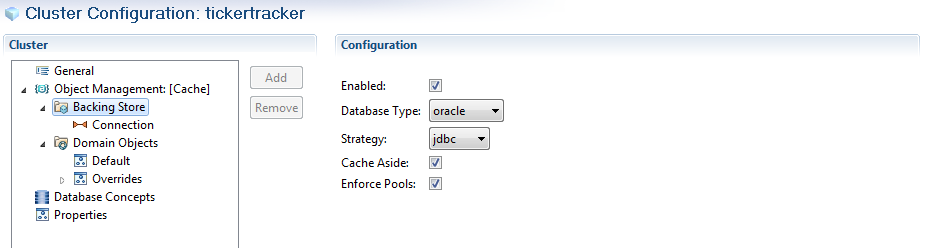 Cluster Configuration: tickertracker
Cluster
General
Object Management: [Cache]
Backing Store
Connection
Domain Objects
Default
Overrides
Database Concepts
Properties
Add
Remove
Configuration
Enabled:
Database Type: oracle
Strategy: jdbc
Cache Aside:
Enforce Pools: